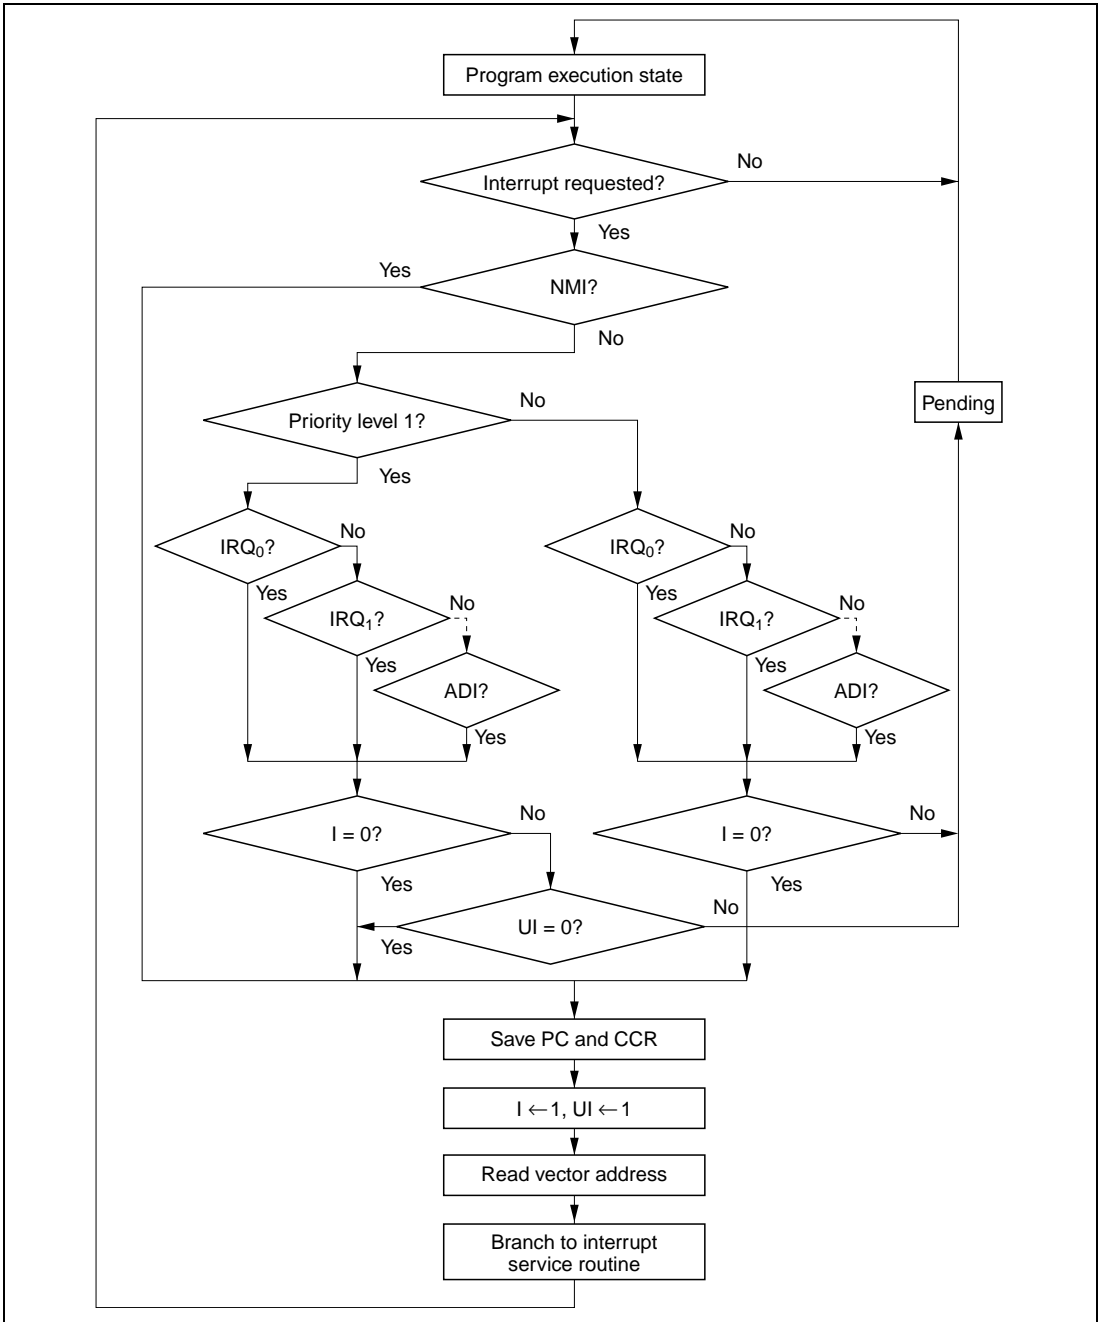 Program execution state
Interrupt requested?
No
Yes
NMI?
Yes
No
Priority level 1?
No
Yes
Pending
IRQ0?
No
Yes
IRQ1?
No
Yes
ADI?
Yes
IRQ0?
No
Yes
IRQ1?
No
Yes
ADI?
Yes
I = 0?
No
Yes
I = 0?
No
Yes
UI = 0?
No
Yes
Save PC and CCR
I ← 1, UI ← 1
Read vector address
Branch to interrupt
service routine